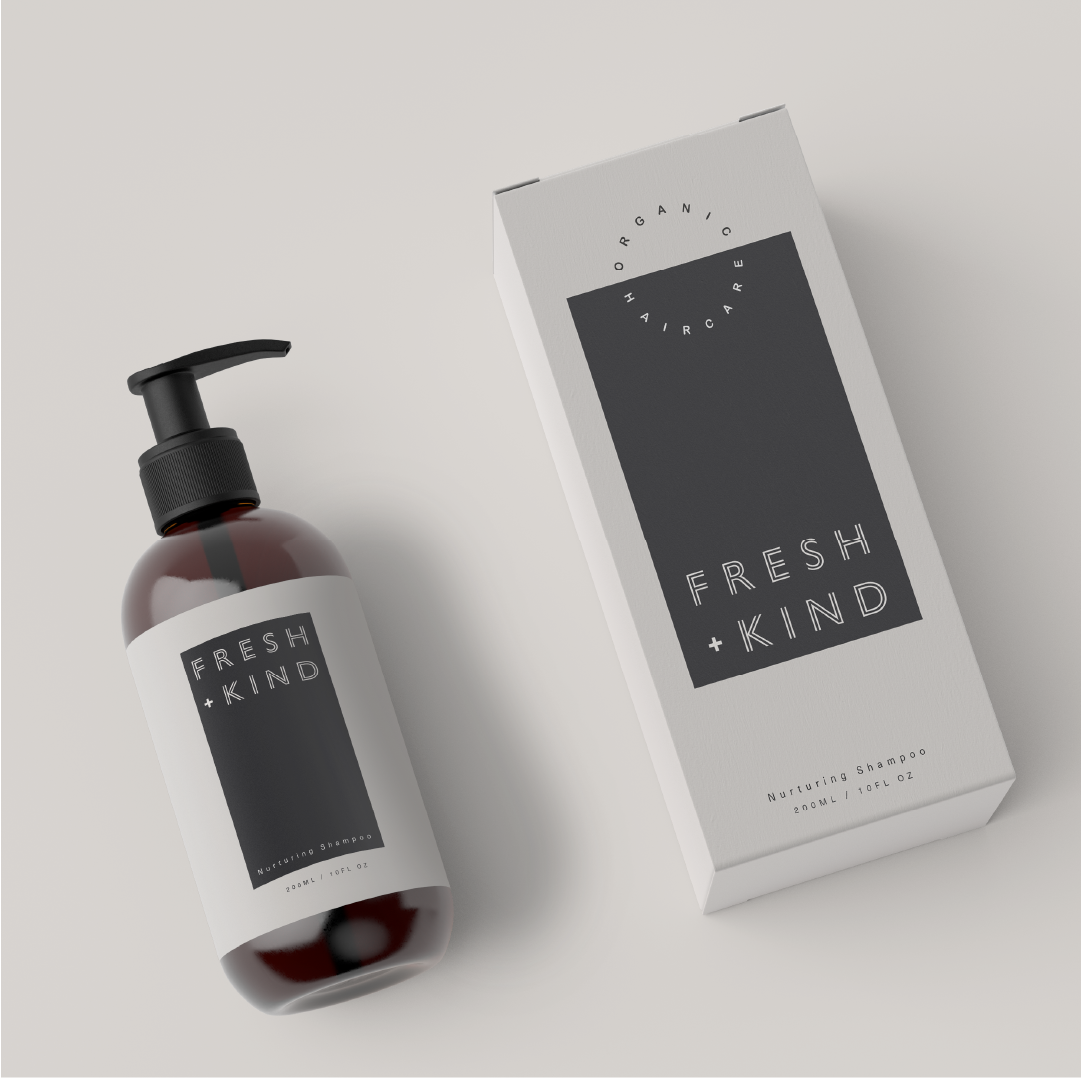 FRESH
+KIND
Nurturing Shampoo
200ML / 10FL OZ
ORGANIC
HAIRCARE
FRESH
+KIND
Nurturing Shampoo
200ML / 10FL OZ